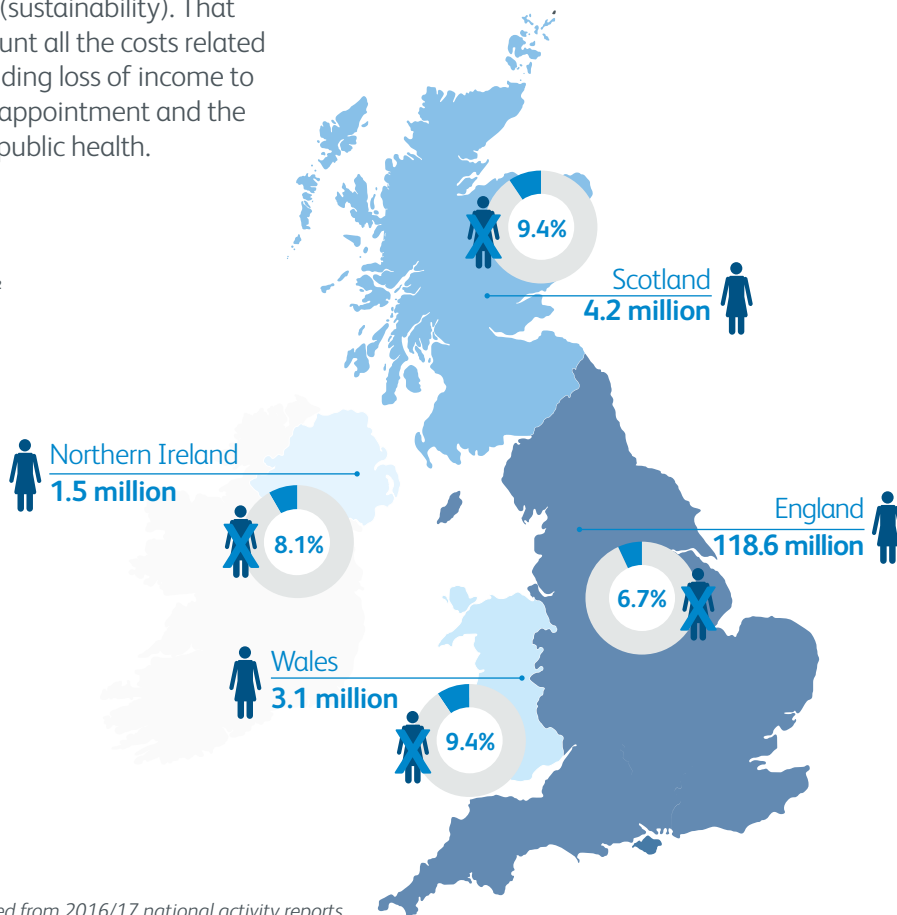 (sustainability). That
unt all the costs related
ding loss of income to
appointment and the
public health.
9.4%
Scotland
4.2 million
Northern Ireland
1.5 million
8.1%
England
118.6 million
6.7%
Wales
3.1 million
9.4%
ed from 2016/17 national activity reports